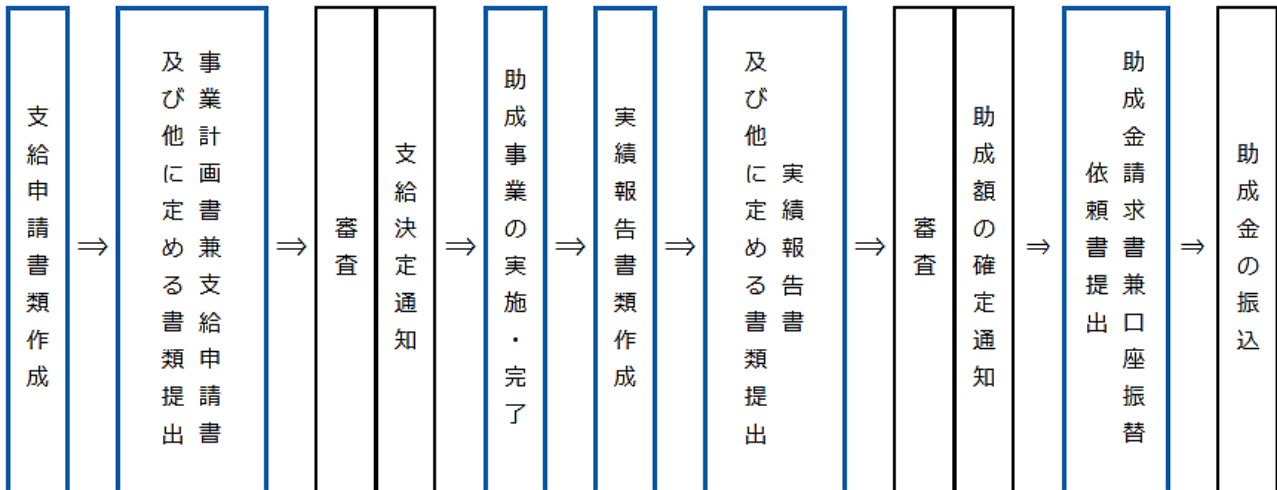 支給申請書類作成
⇒
事業計画書兼支給申請書
及び他に定める書類提出
⇒
審査
支給決定通知
⇒
助成事業の実施・完了
⇒
実績報告書類作成
⇒
実績報告書
及び他に定める書類提出
⇒
審査
助成額の確定通知
⇒
助成金請求書兼口座振替
依頼書提出
⇒
助成金の振込